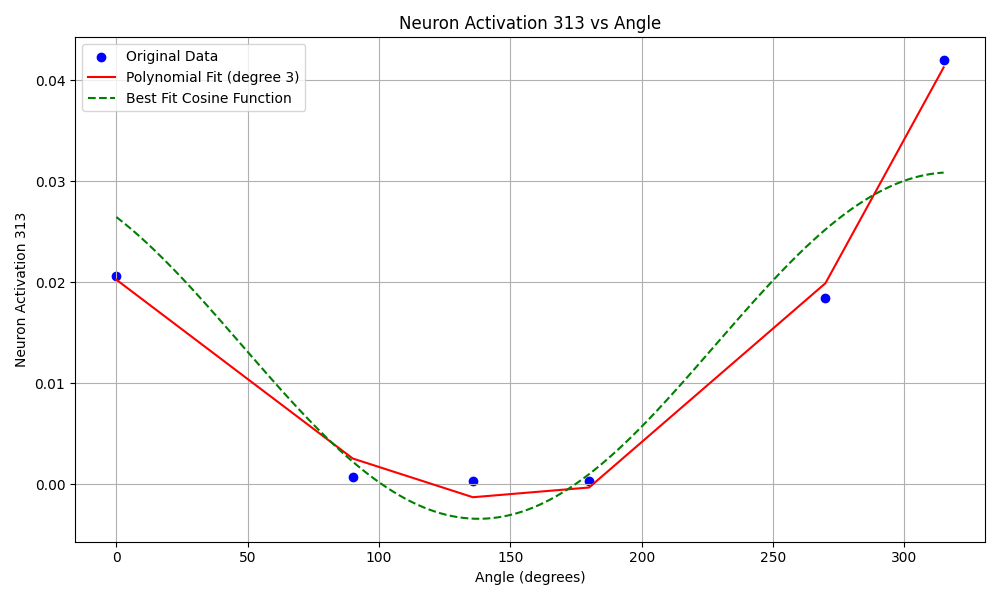 Neuron Activation 313 vs Angle
Original Data
Polynomial Fit (degree 3)
Best Fit Cosine Function
Neuron Activation 313
0.04
0.03
0.02
0.01
0.00
0 50 100 150 200 250 300
Angle (degrees)